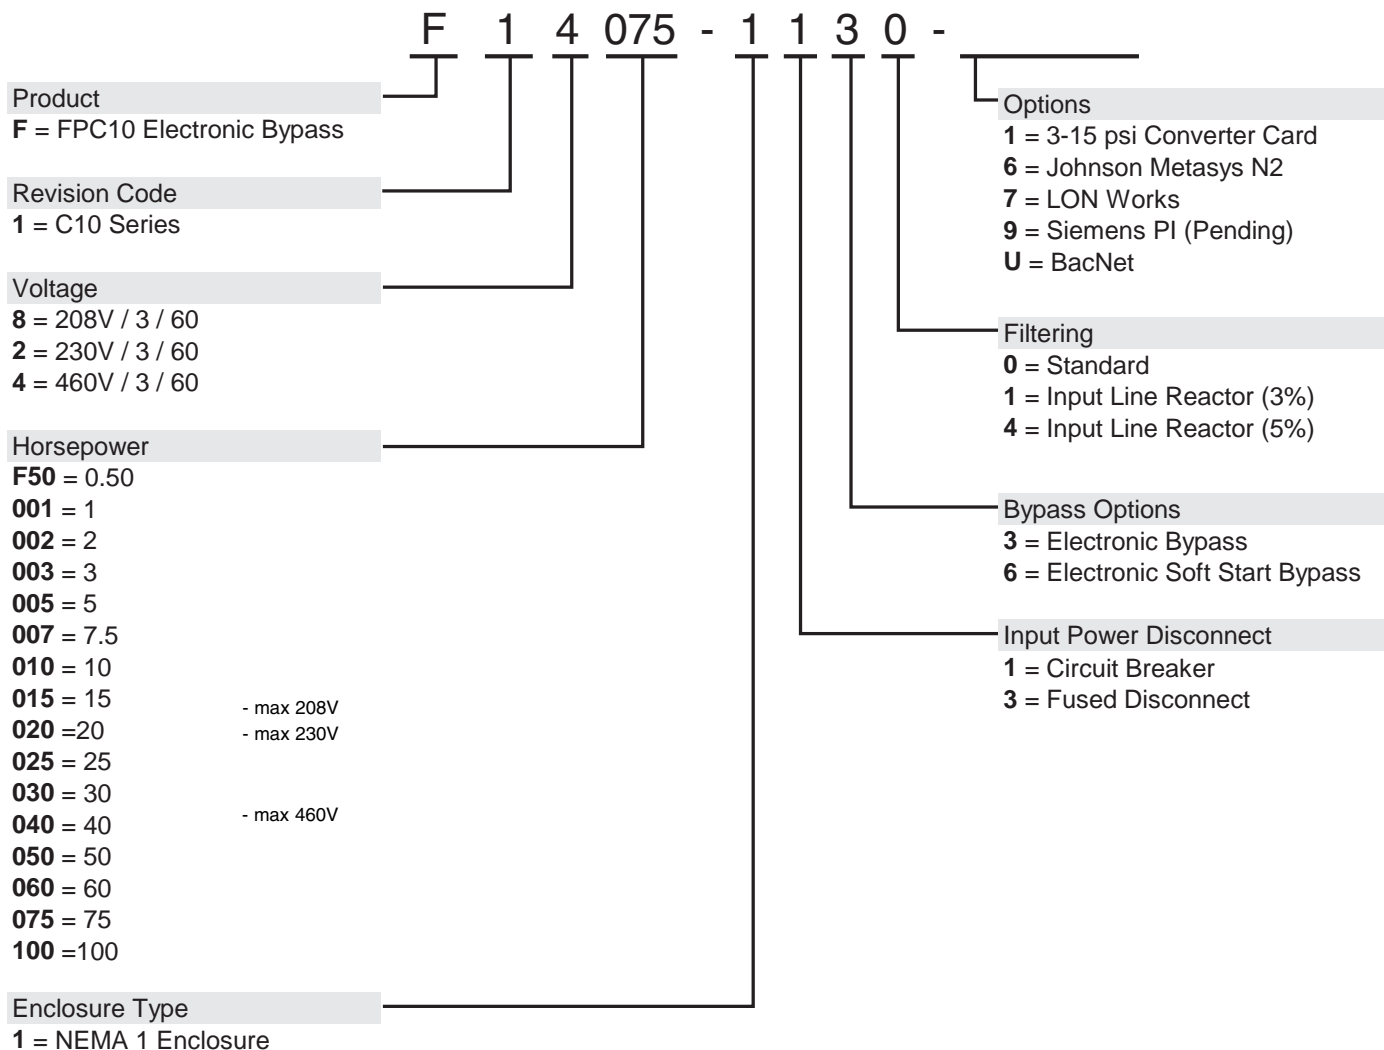 F 1 4 075 - 1 1 3 0 -
Product
F = FPC10 Electronic Bypass
Revision Code
1 = C10 Series
Voltage
8 = 208V / 3 / 60
2 = 230V / 3 / 60
4 = 460V / 3 / 60
Horsepower
F50 = 0.50
001 = 1
002 = 2
003 = 3
005 = 5
007 = 7.5
010 = 10
015 = 15
- max 208V
020 =20
- max 230V
025 = 25
030 = 30
040 = 40
- max 460V
050 = 50
060 = 60
075 = 75
100 =100
Enclosure Type
1 = NEMA 1 Enclosure
Options
1 = 3-15 psi Converter Card
6 = Johnson Metasys N2
7 = LON Works
9 = Siemens PI (Pending)
U = BacNet
Filtering
0 = Standard
1 = Input Line Reactor (3%)
4 = Input Line Reactor (5%)
Bypass Options
3 = Electronic Bypass
6 = Electronic Soft Start Bypass
Input Power Disconnect
1 = Circuit Breaker
3 = Fused Disconnect